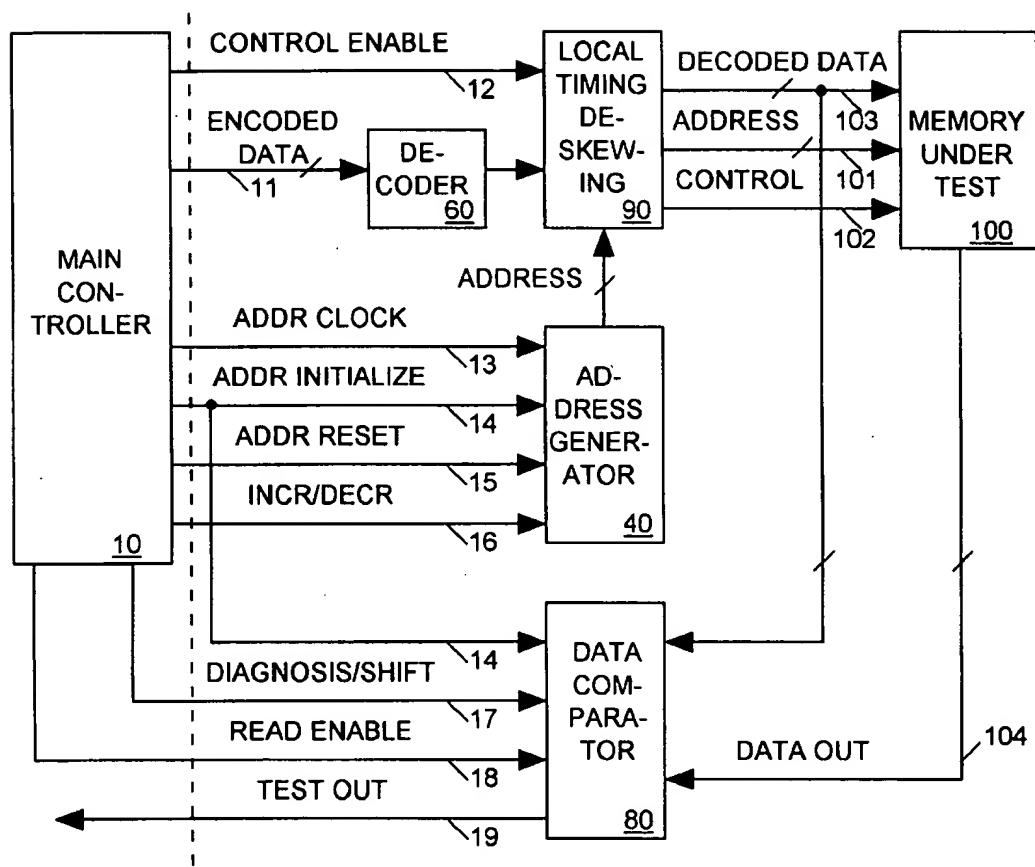 MAIN
CON-
TROLLER
10
CONTROL ENABLE
12
ENCODED
DATA
11
DE-
CODER
60
LOCAL
TIMING
DE-
SKEW-
ING
90
DECODED DATA
103
ADDRESS
101
CONTROL
102
MEMORY
UNDER
TEST
100
ADDRESS
ADDR CLOCK
13
ADDR INITIALIZE
14
ADDR RESET
15
INCR/DECR
16
AD-
DRESS
GENER-
ATOR
40
14
DIAGNOSIS/SHIFT
17
READ ENABLE
18
TEST OUT
19
DATA
COM-
PARA-
TOR
80
DATA OUT
104